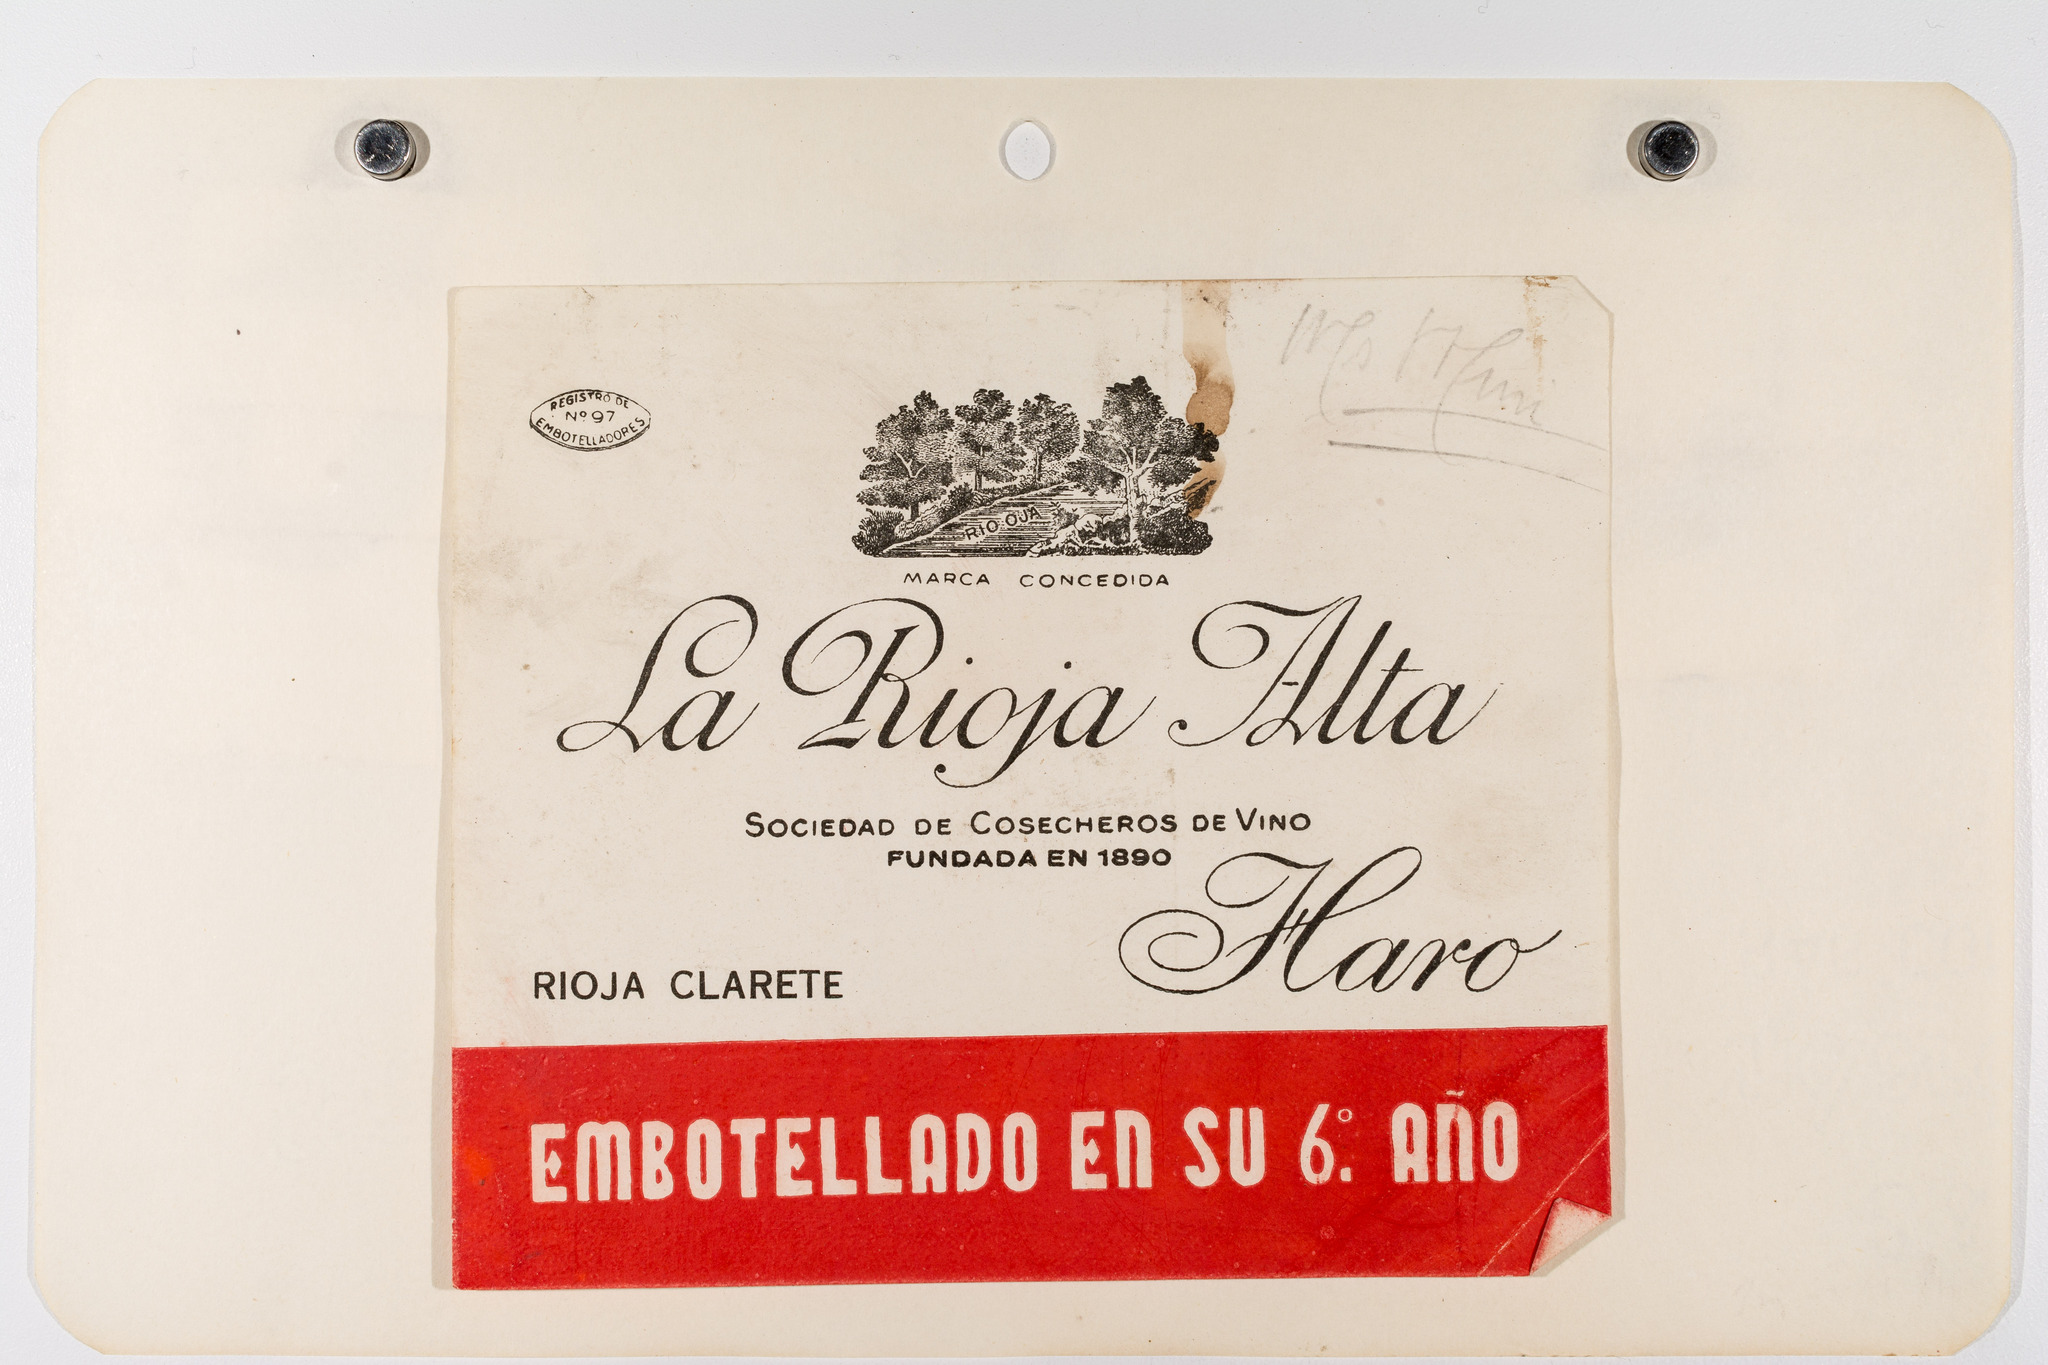 REGISTRO DE
Nº 97
EMBOTELLADORES
RIO OJA
MARCA CONCEDIDA
La Rioja Alta
SOCIEDAD DE COSECHEROS DE VINO
FUNDADA EN 1890
Haro
RIOJA CLARETE
EMBOTELLADO EN SU 6º. AÑO